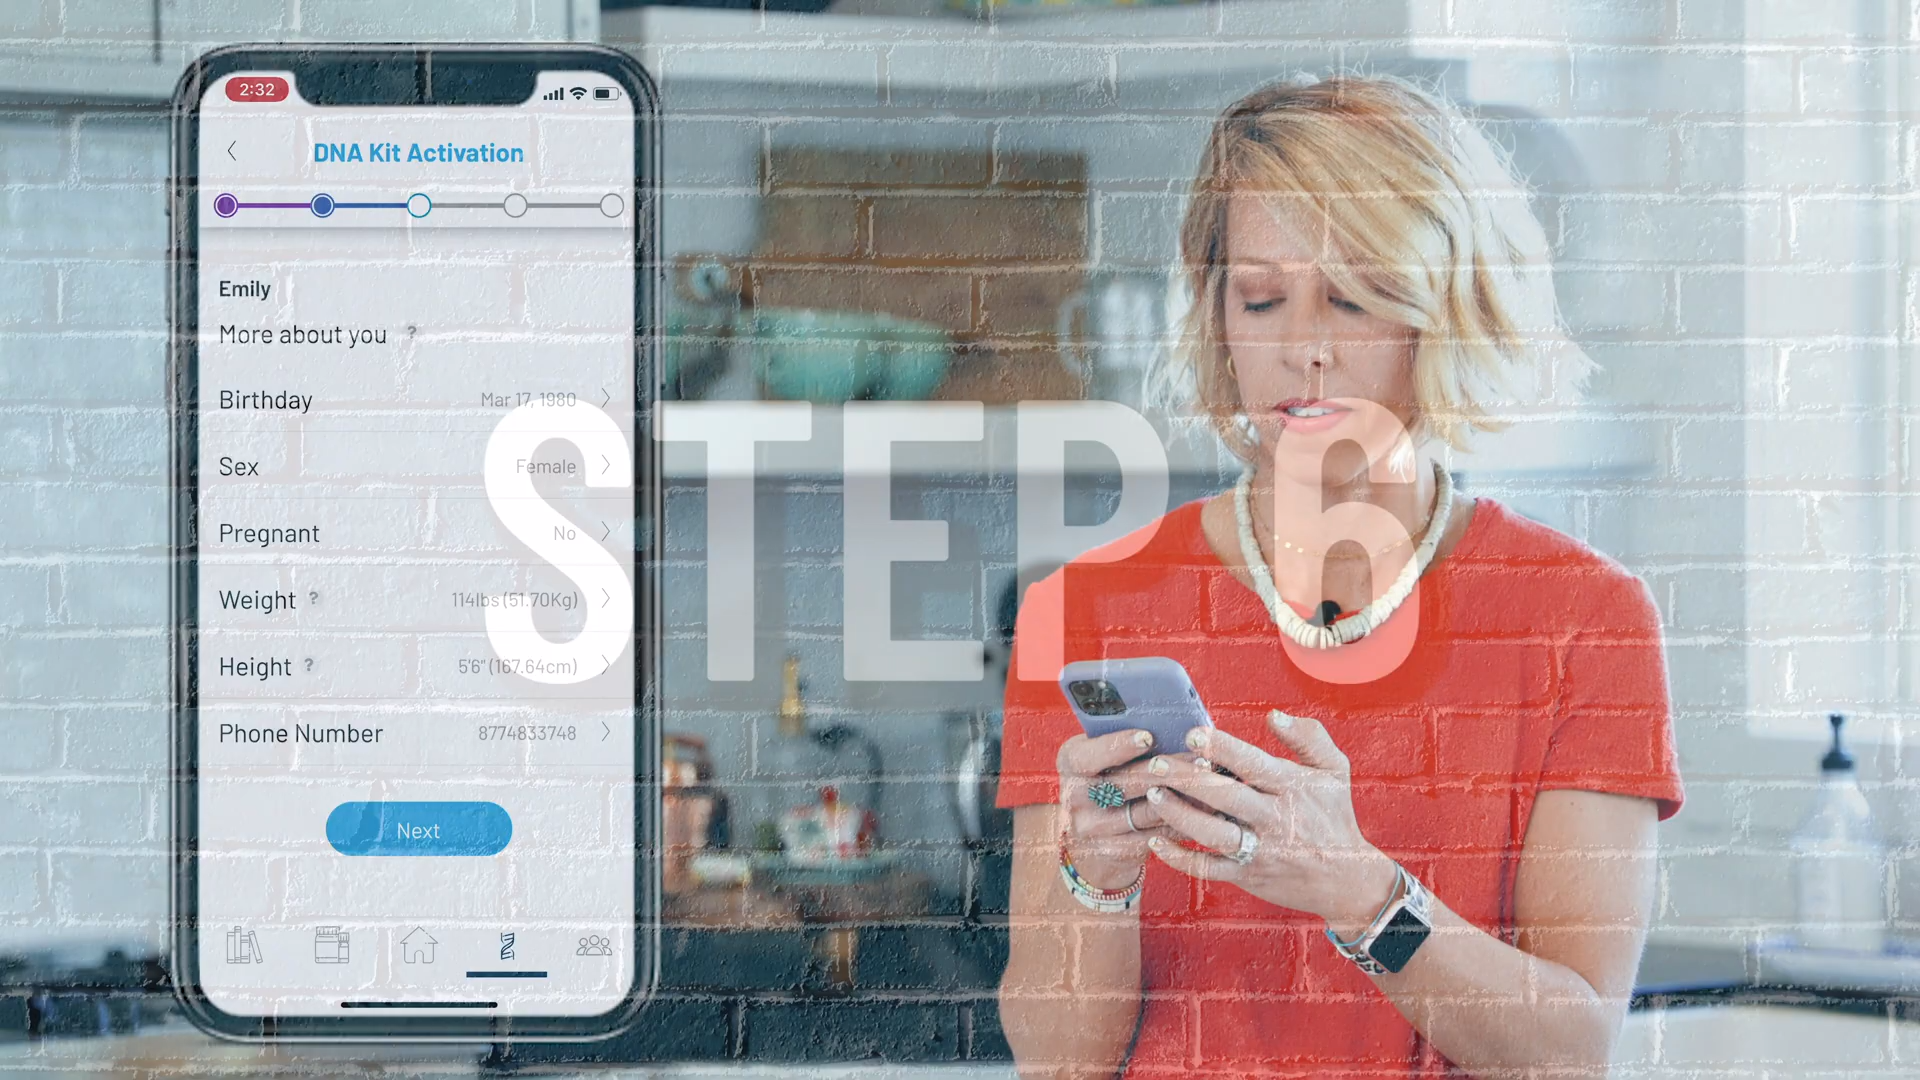 2:32
DNA Kit Activation
Emily
More about you ?
Birthday Mar 17, 1980
Sex Female
Pregnant No
Weight ? 114lbs (51.70Kg)
Height ? 5'6" (167.64cm)
Phone Number 8774833748
Next
STEP 6